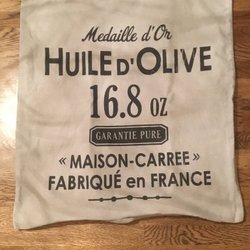 Medaille d'Or
HUILE D'OLIVE
16.8 OZ
GARANTIE PURE
« MAISON-CARREE »
FABRIQUÉ en FRANCE